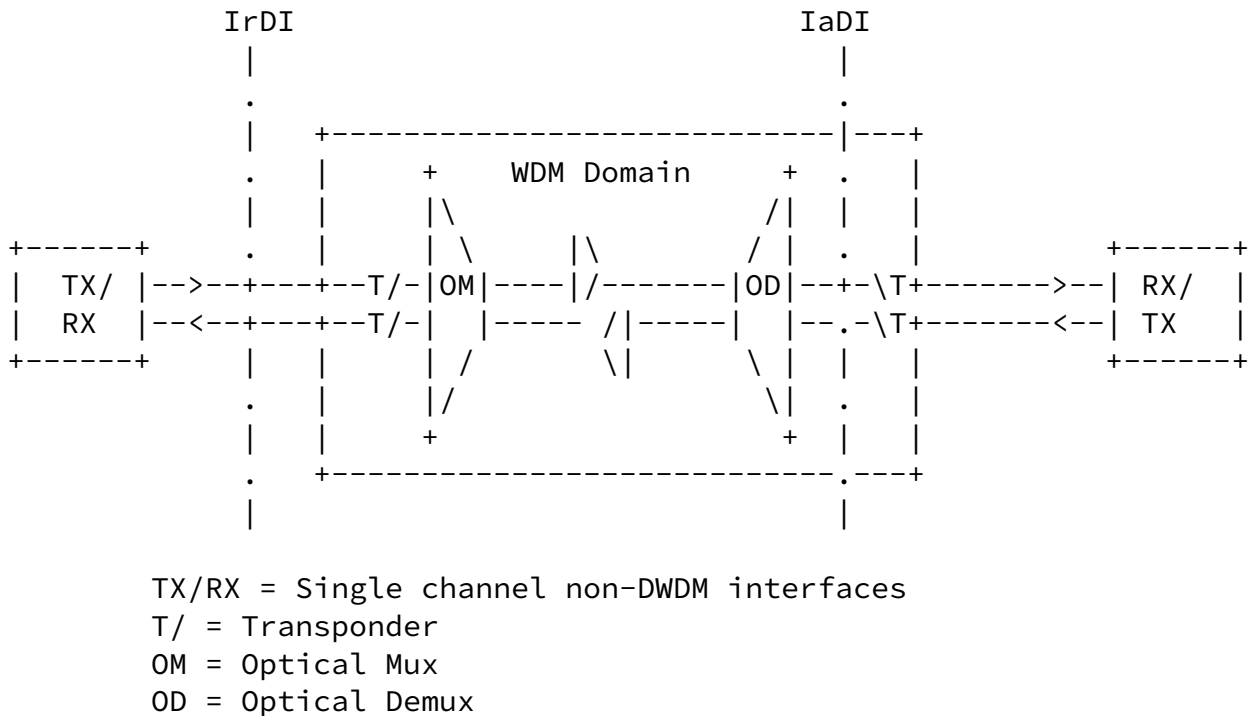 IrDI                            IaDI
|                                |
.                                .
|   +----------------------------|---+
.   |     +    WDM Domain     +  .   |
|   |     |\                 /|  |   |
+------+     .   |     | \     |\        / |  .   |          +------+
|  TX/ |-->--+---+--T/-|OM|----|/-------|OD|--+-\T+------->--| RX/  |
|  RX  |--<--+---+--T/-|  |----- /|-----|  |--.-\T+-------<--| TX   |
+------+     |   |     | /       \|      \ |  |   |          +------+
.   |     |/                 \|  .   |
|   |     +                   +  |   |
.   +----------------------------.---+
|                                |
TX/RX = Single channel non-DWDM interfaces
T/ = Transponder
OM = Optical Mux
OD = Optical Demux